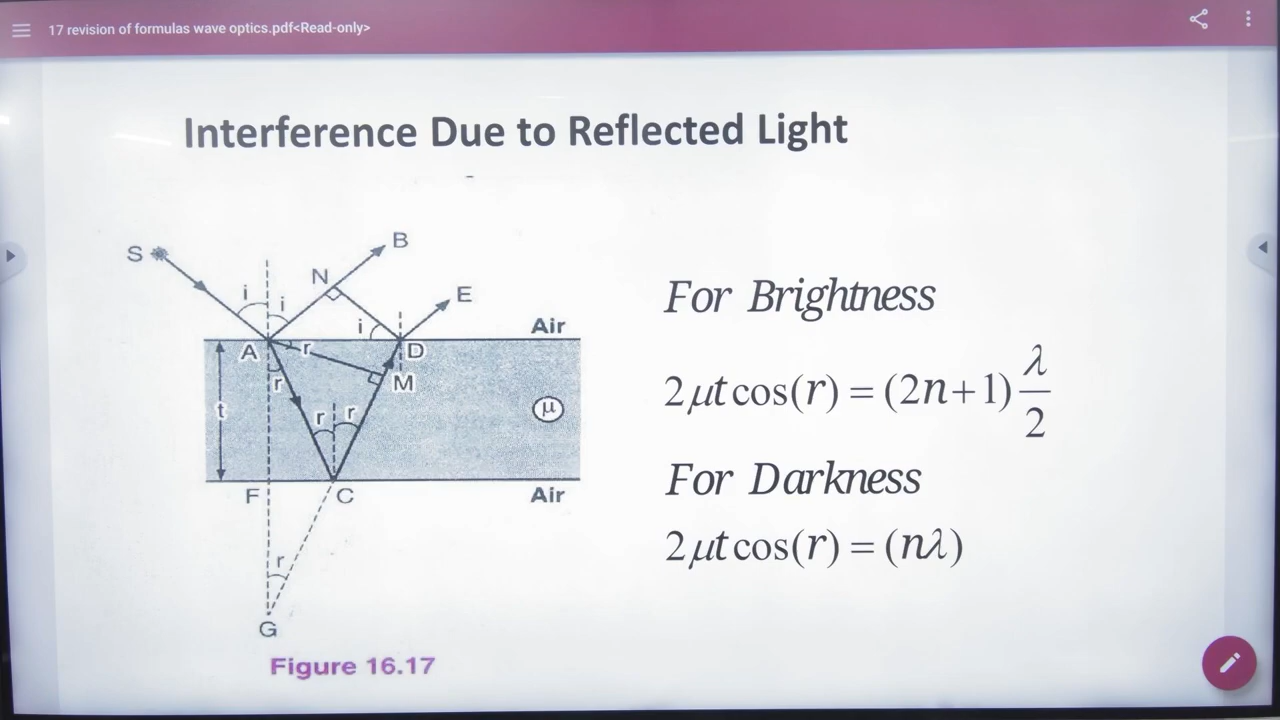 17 revision of formulas wave optics.pdf<Read-only>
Interference Due to Reflected Light
S
B
N
E
i
i
i
Air
A
r
D
r
M
t
r
r
μ
F
C
Air
r
G
Figure 16.17
For Brightness
2μt cos(r) = (2n+1) λ/2
For Darkness
2μt cos(r) = (nλ)